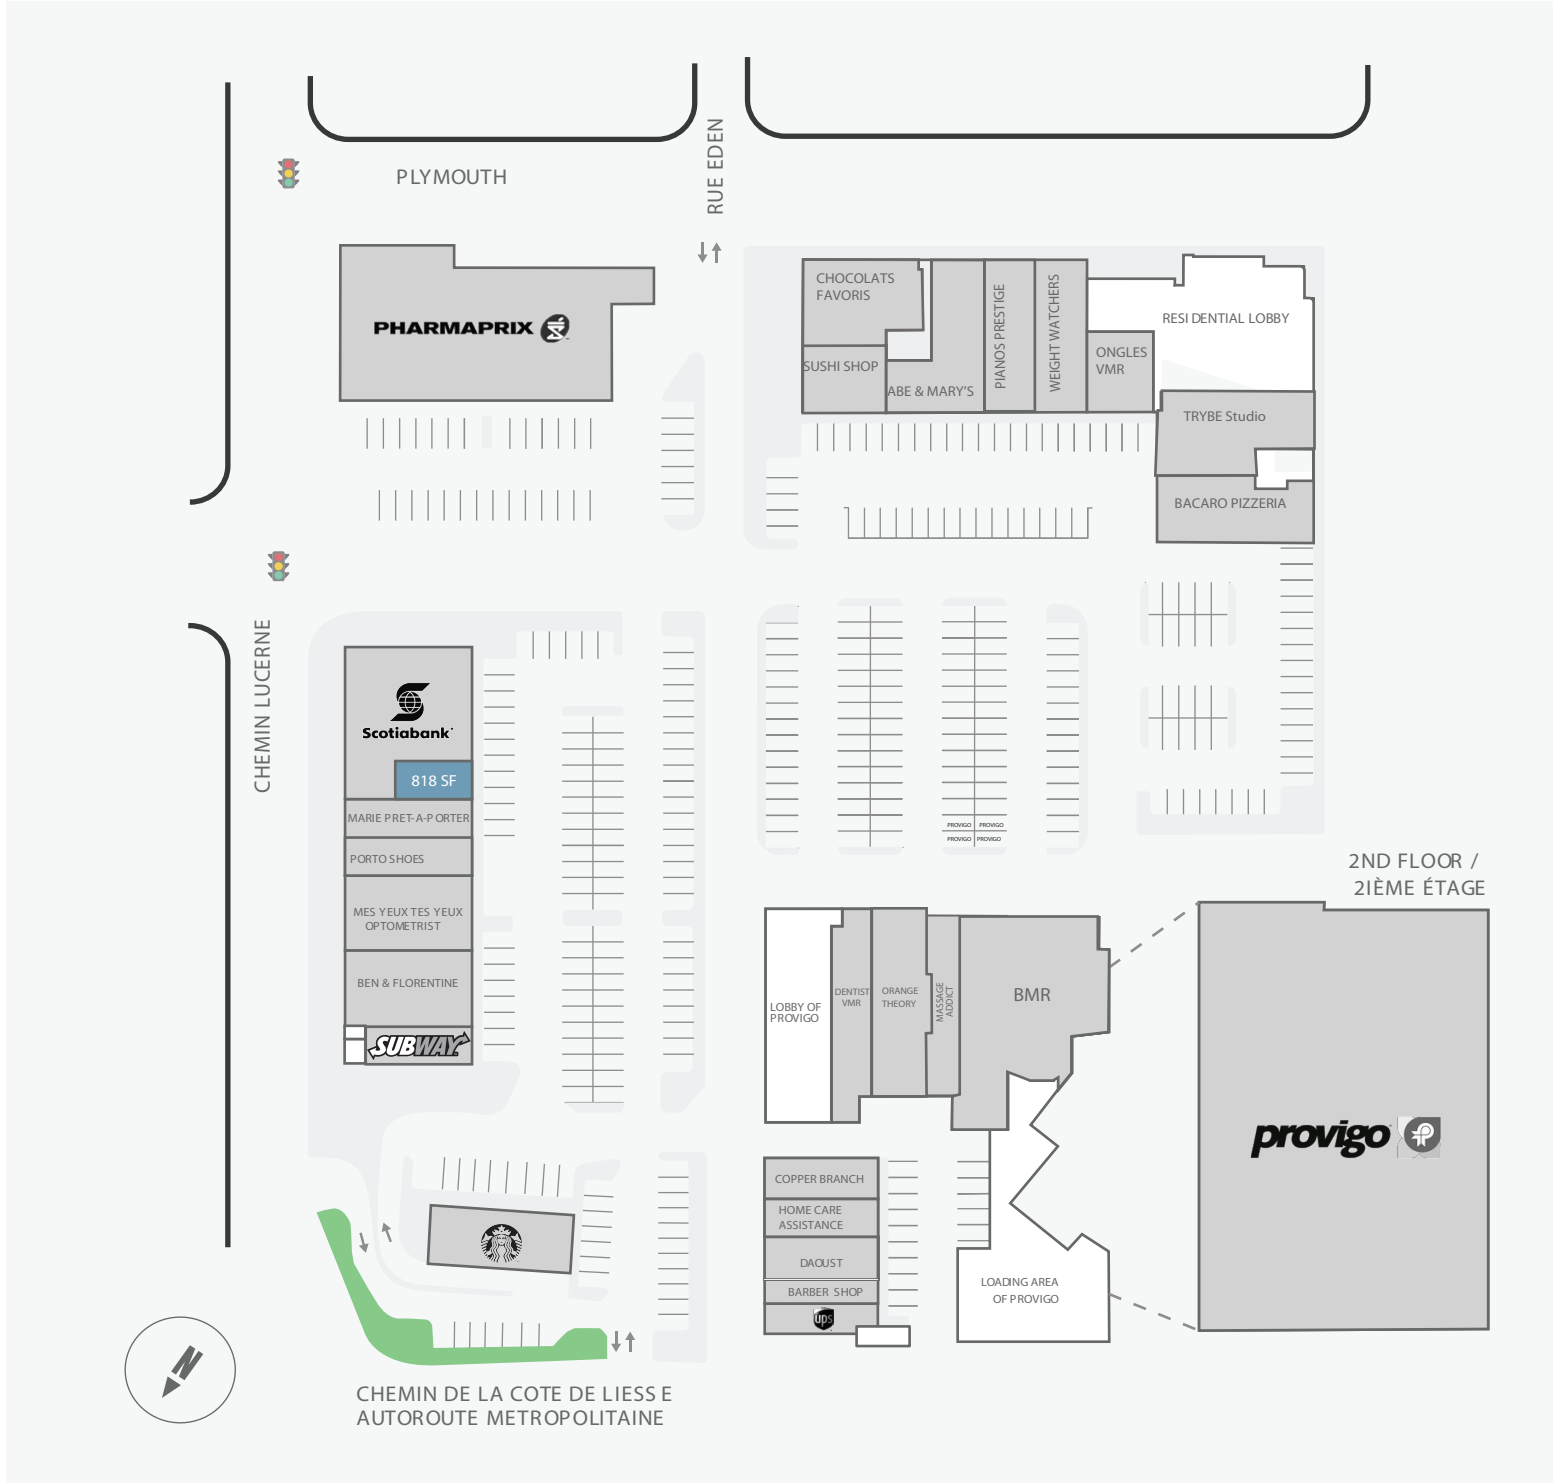 PLYMOUTH
RUE EDEN
PHARMAPRIX
CHOCOLATS
FAVORIS
SUSHI SHOP
ABE & MARY'S
PIANOS PRESTIGE
WEIGHT WATCHERS
ONGLES
VMR
RESIDENTIAL LOBBY
TRYBE Studio
BACARO PIZZERIA
CHEMIN LUCERNE
Scotiabank
818 SF
MARIE PRET-A-PORTER
PORTO SHOES
MES YEUX TES YEUX
OPTOMETRIST
BEN & FLORENTINE
SUBWAY
PROVIGO PROVIGO
PROVIGO PROVIGO
2ND FLOOR /
2IÈME ÉTAGE
LOBBY OF
PROVIGO
DENTIST
VMR
ORANGE
THEORY
MASSAGE
ADDICT
BMR
provigo
COPPER BRANCH
HOME CARE
ASSISTANCE
DAOUST
BARBER SHOP
ups
LOADING AREA
OF PROVIGO
N
CHEMIN DE LA COTE DE LIESSE
AUTOROUTE METROPOLITAINE